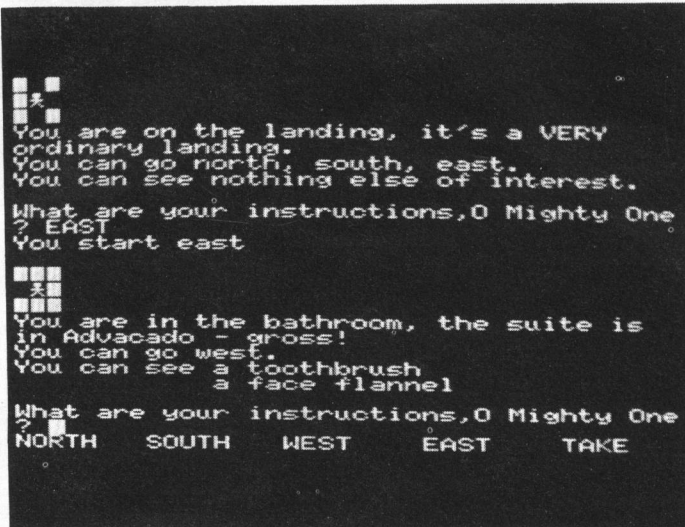 You are on the landing, it's a VERY
ordinary landing.
You can go north, south, east.
You can see nothing else of interest.
What are your instructions,O Mighty One
? EAST
You start east
You are in the bathroom, the suite is
in Advacado - gross!
You can go west.
You can see a toothbrush
a face flannel
What are your instructions,O Mighty One
?
NORTH SOUTH WEST EAST TAKE